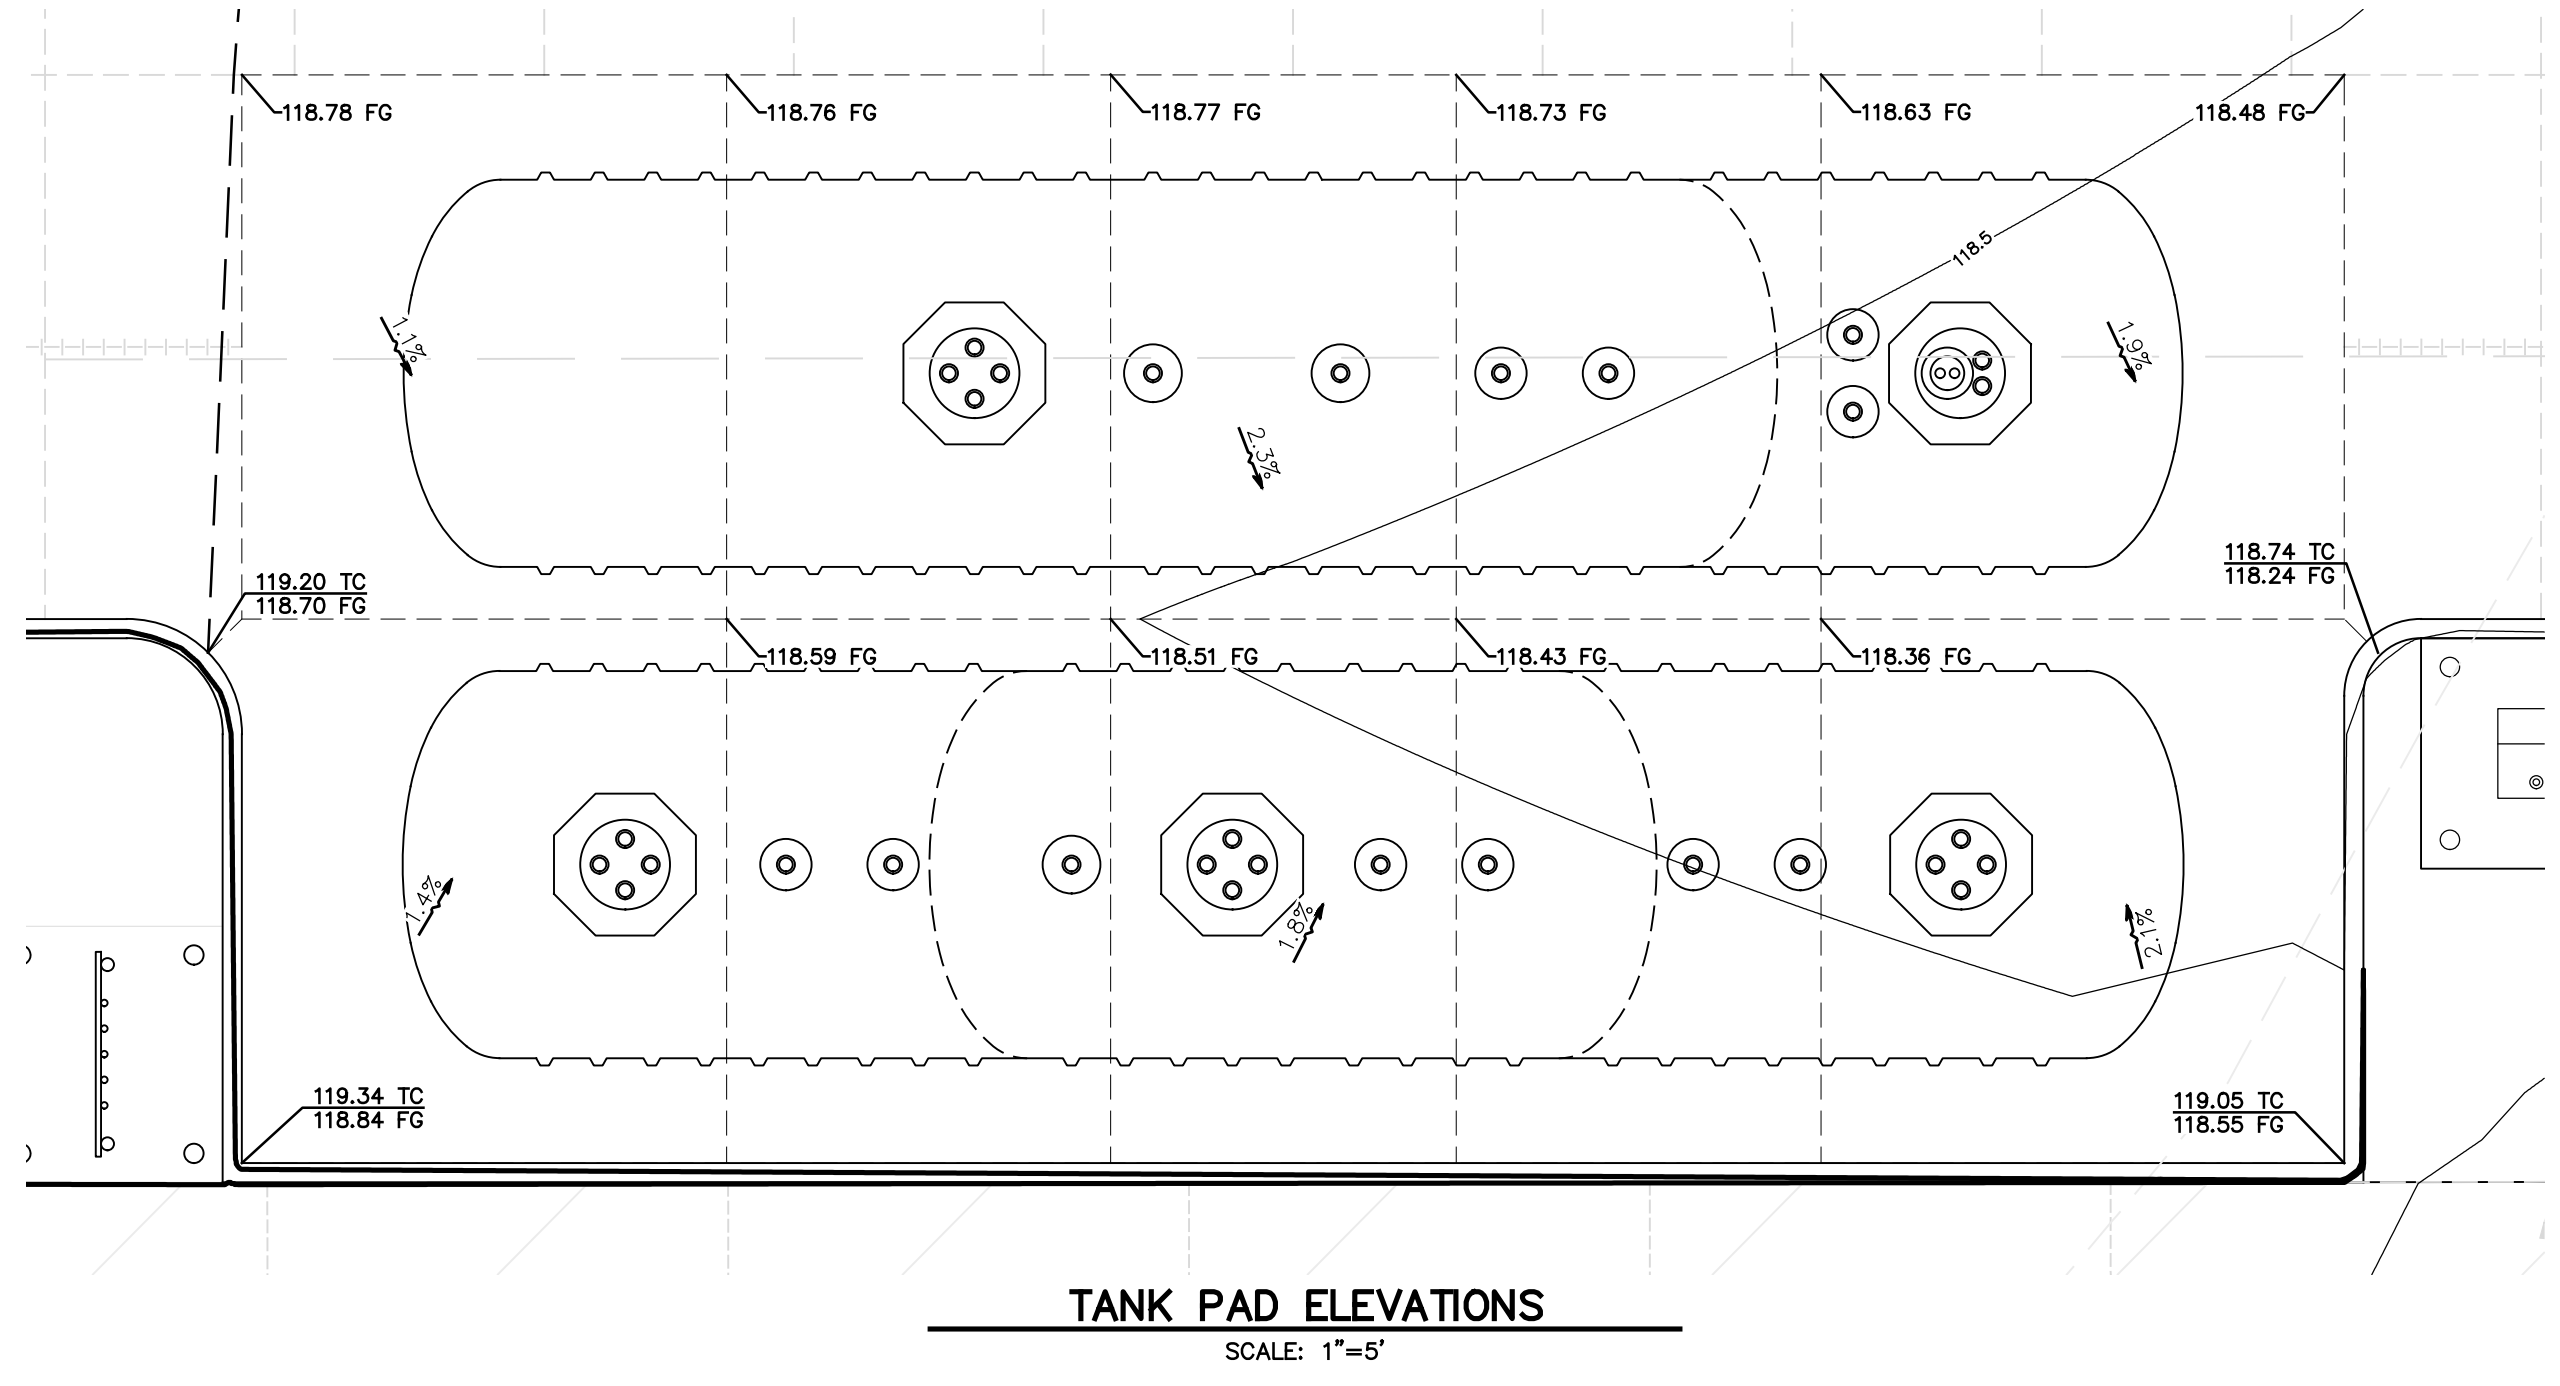 118.78 FG
118.76 FG
118.77 FG
118.73 FG
118.63 FG
118.48 FG
118.5
1.1%
1.9%
2.3%
119.20 TC
118.70 FG
118.74 TC
118.24 FG
118.59 FG
118.51 FG
118.43 FG
118.36 FG
1.4%
1.8%
2.1%
119.34 TC
118.84 FG
119.05 TC
118.55 FG
TANK PAD ELEVATIONS
SCALE: 1"=5'